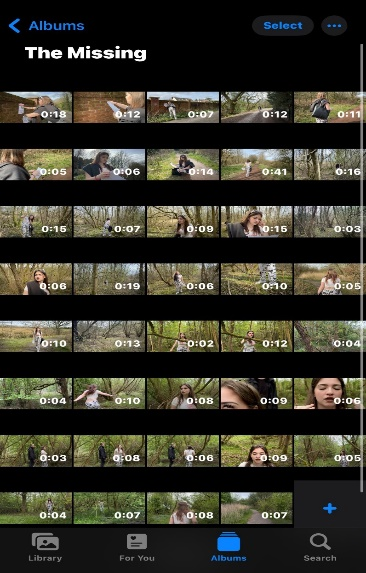 Albums
Select
The Missing
0:18 0:12 0:07 0:12 0:11
0:05 0:06 0:14 0:41 0:16
0:15 0:07 0:09 0:15 0:03
0:06 0:19 0:06 0:10 0:05
0:10 0:13 0:02 0:12 0:04
0:04 0:10 0:08 0:09 0:06
0:03 0:08 0:06 0:09 0:05
0:04 0:07 0:08 0:07
Library For You Albums Search